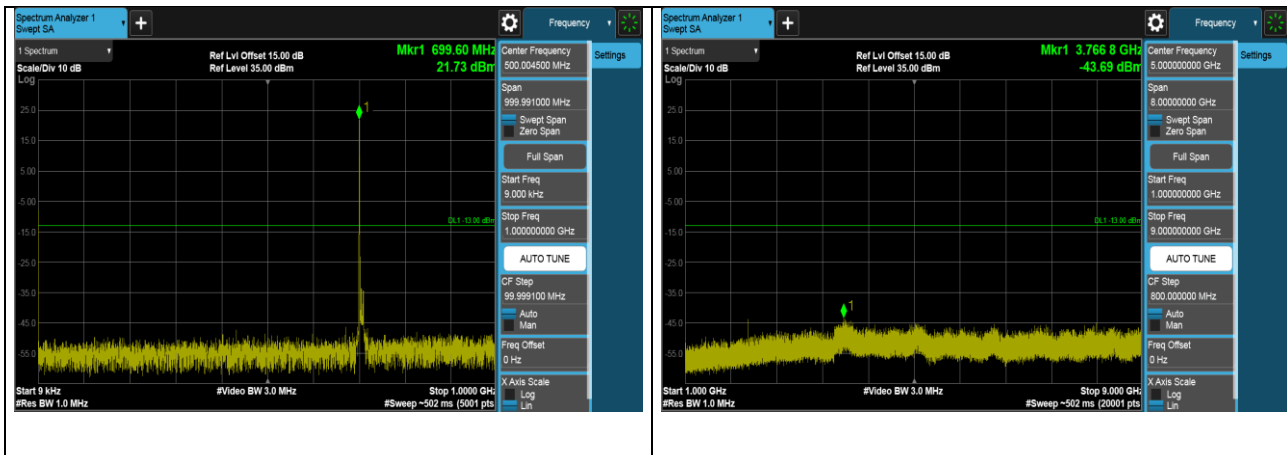 Spectrum Analyzer 1
Swept SA
Frequency
1 Spectrum
Scale/Div 10 dB
Ref Lvl Offset 15.00 dB
Ref Level 35.00 dBm
Mkr1 699.60 MHz
21.73 dBm
Log
25.0
15.0
5.00
-5.00
-15.0
-25.0
-35.0
-45.0
-55.0
1
DL1 -13.00 dBm
Start 9 kHz
#Res BW 1.0 MHz
#Video BW 3.0 MHz
Stop 1.0000 GHz
#Sweep ~502 ms (5001 pts
Center Frequency
500.004500 MHz
Settings
Span
999.991000 MHz
Swept Span
Zero Span
Full Span
Start Freq
9.000 kHz
Stop Freq
1.000000000 GHz
AUTO TUNE
CF Step
99.999100 MHz
Auto
Man
Freq Offset
0 Hz
X Axis Scale
Log
Lin
Spectrum Analyzer 1
Swept SA
Frequency
1 Spectrum
Scale/Div 10 dB
Ref Lvl Offset 15.00 dB
Ref Level 35.00 dBm
Mkr1 3.766 8 GHz
-43.69 dBm
Log
25.0
15.0
5.00
-5.00
-15.0
-25.0
-35.0
-45.0
-55.0
1
DL1 -13.00 dBm
Start 1.000 GHz
#Res BW 1.0 MHz
#Video BW 3.0 MHz
Stop 9.000 GHz
#Sweep ~502 ms (20001 pts
Center Frequency
5.000000000 GHz
Settings
Span
8.00000000 GHz
Swept Span
Zero Span
Full Span
Start Freq
1.000000000 GHz
Stop Freq
9.000000000 GHz
AUTO TUNE
CF Step
800.000000 MHz
Auto
Man
Freq Offset
0 Hz
X Axis Scale
Log
Lin